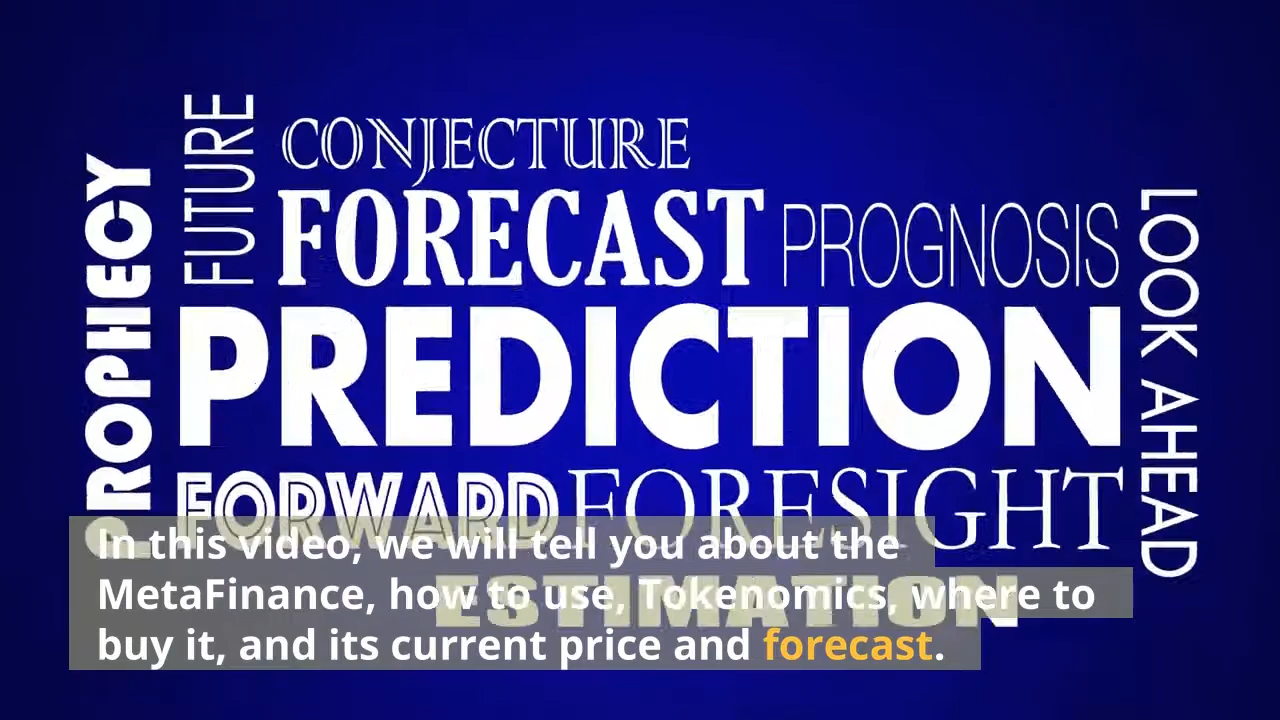 PROPHECY
FUTURE
CONJECTURE
FORECAST
PROGNOSIS
LOOK AHEAD
PREDICTION
FORWARD
FORESIGHT
ESTIMATION
In this video, we will tell you about the
MetaFinance, how to use, Tokenomics, where to
buy it, and its current price and forecast.